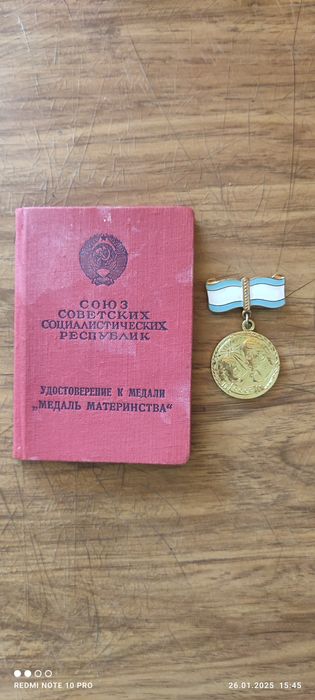 СОЮЗ
СОВЕТСКИХ
СОЦИАЛИСТИЧЕСКИХ
РЕСПУБЛИК
УДОСТОВЕРЕНИЕ К МЕДАЛИ
„МЕДАЛЬ МАТЕРИНСТВА“
REDMI NOTE 10 PRO
26.01.2025 15:45